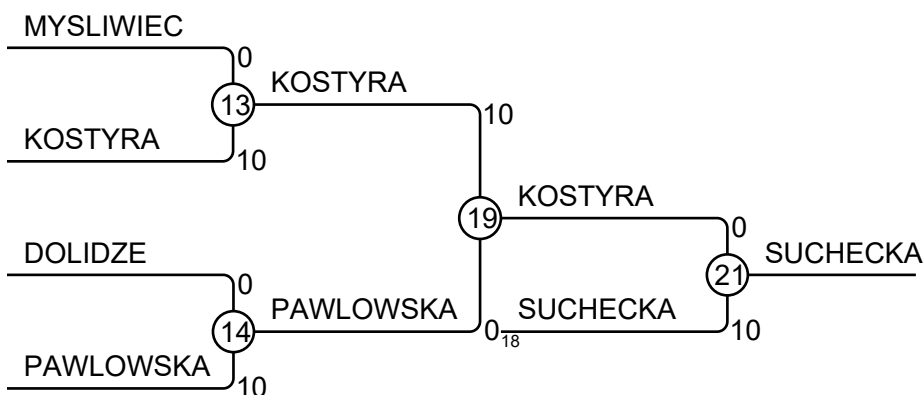 MYSLIWIEC
0
13
KOSTYRA
KOSTYRA
10
10
19
KOSTYRA
DOLIDZE
0
14
PAWLOWSKA
PAWLOWSKA
10
0
18
SUCHECKA
0
21
SUCHECKA
10